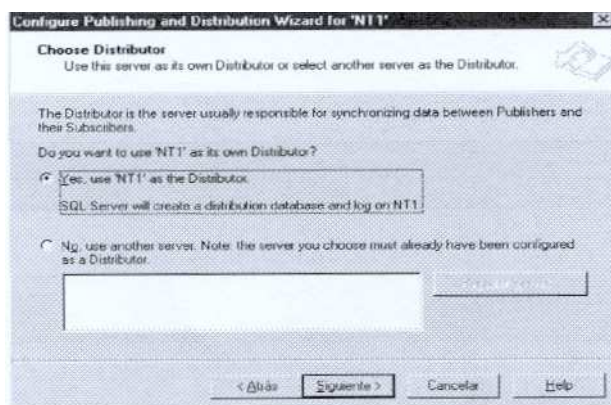 Configure Publishing and Distribution Wizard for 'NT1'
Choose Distributor
Use this server as its own Distributor or select another server as the Distributor.
The Distributor is the server usually responsible for synchronizing data between Publishers and
their Subscribers.
Do you want to use 'NT1' as its own Distributor?
Yes, use 'NT1' as the Distributor.
SQL Server will create a distribution database and log on NT1.
No, use another server. Note: the server you choose must already have been configured
as a Distributor.
< Atrás
Siguiente >
Cancelar
Help